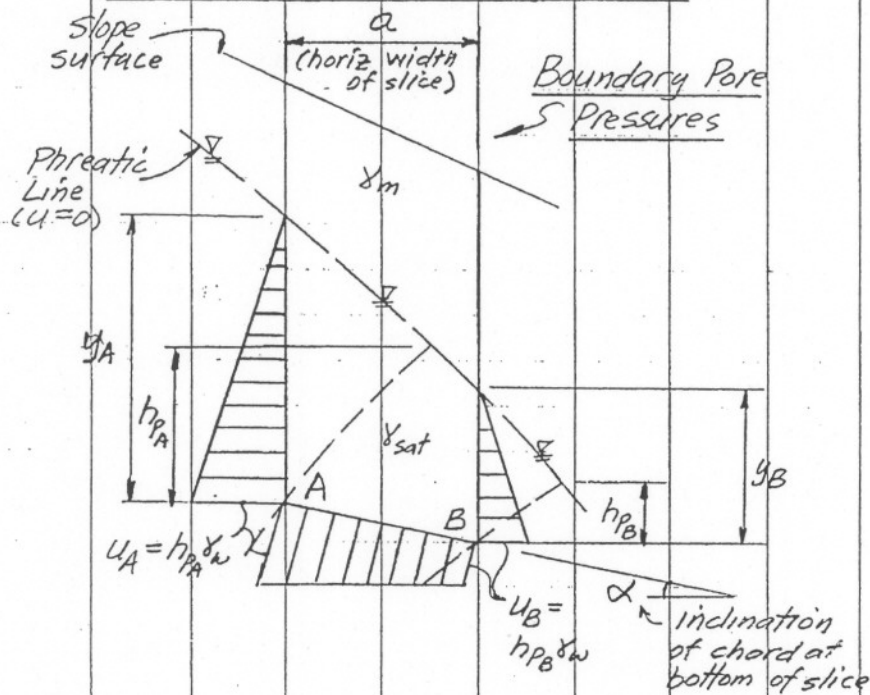 Slope
surface
a
(horiz width
of slice)
Boundary Pore
Pressures
Phreatic
Line
(u=0)
γm
yA
hpA
γsat
A
B
yB
hpB
uA = hpA γw
uB =
hpB γw
α
inclination
of chord at
bottom of slice